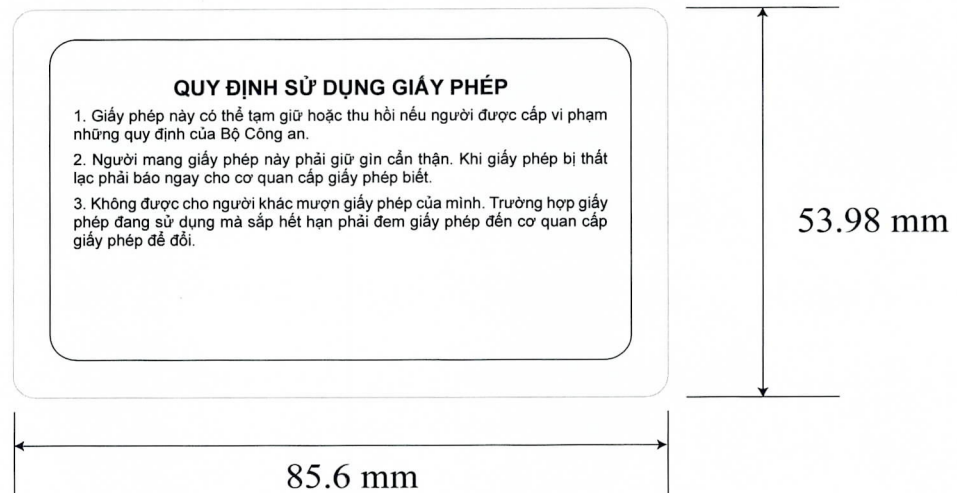 QUY ĐỊNH SỬ DỤNG GIẤY PHÉP
1. Giấy phép này có thể tạm giữ hoặc thu hồi nếu người được cấp vi phạm
những quy định của Bộ Công an.
2. Người mang giấy phép này phải giữ gìn cẩn thận. Khi giấy phép bị thất
lạc phải báo ngay cho cơ quan cấp giấy phép biết.
3. Không được cho người khác mượn giấy phép của mình. Trường hợp giấy
phép đang sử dụng mà sắp hết hạn phải đem giấy phép đến cơ quan cấp
giấy phép để đổi.
53.98 mm
85.6 mm